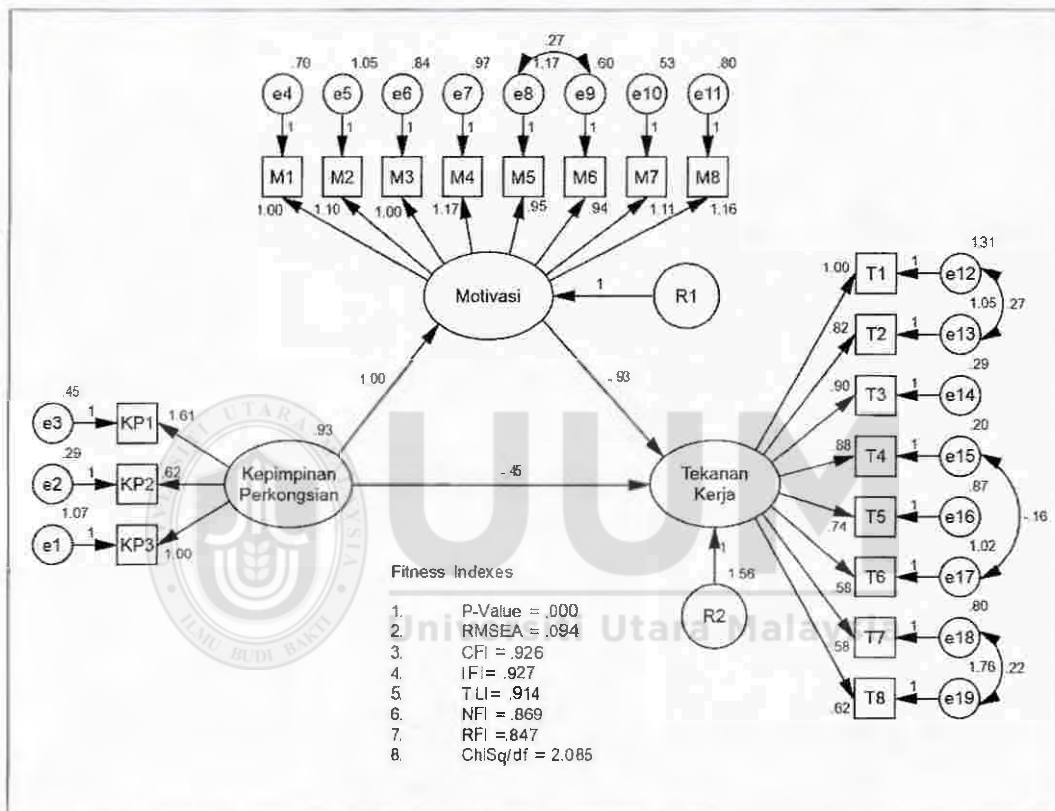 .27
.70 1.05 .84 .97 1.17 .60 53 .80
e4 e5 e6 e7 e8 e9 e10 e11
1 1 1 1 1 1 1 1
M1 M2 M3 M4 M5 M6 M7 M8
1.00 1.10 1.00 1.17 .95 .94 1.11 1.16
Motivasi
1
R1
1.00
-.93
.45
e3 1 KP1 1.61
.29
e2 1 KP2 .62
1.07
e1 1 KP3 1.00
.93
Kepimpinan
Perkongsian
-.45
Tekanan
Kerja
1
1.56
R2
1.31
1.00 T1 1 e12
1.05 .27
.82 T2 1 e13
.29
.90 T3 1 e14
.20
.88 T4 1 e15
.87
.74 T5 1 e16 -.16
1.02
.58 T6 1 e17
.80
.58 T7 1 e18
1.76 .22
.62 T8 1 e19
Fitness Indexes
1. P-Value = .000
2. RMSEA = .094
3. CFI = .926
4. IFI= .927
5. TLI= .914
6. NFI = .869
7. RFI =.847
8. ChiSq/df = 2.085
UUM
Universiti Utara Malaysia
UNIVERSITI UTARA MALAYSIA
ILMU BUDI BAKTI